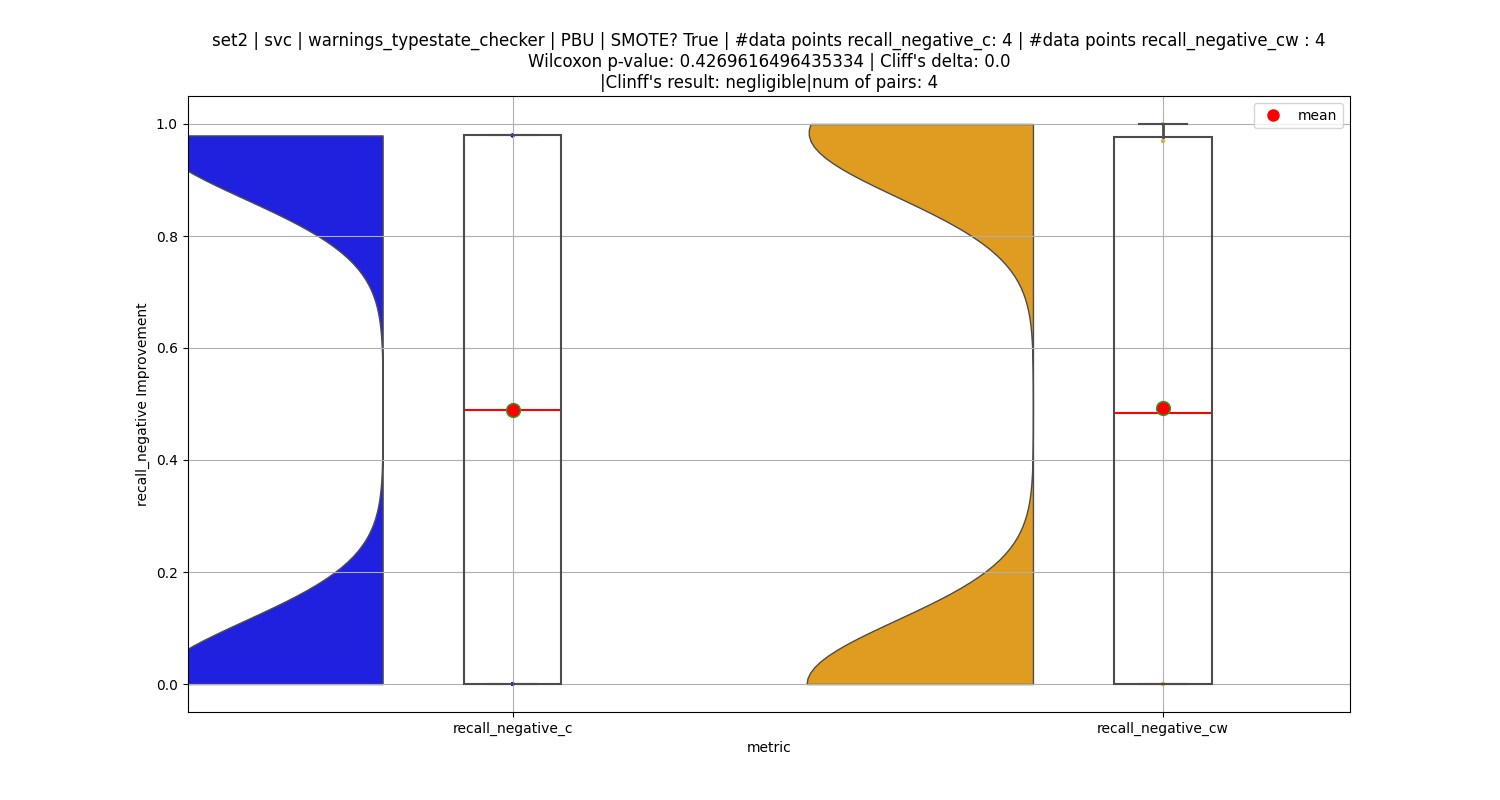 set2 | svc | warnings_typestate_checker | PBU | SMOTE? True | #data points recall_negative_c: 4 | #data points recall_negative_cw : 4
Wilcoxon p-value: 0.4269616496435334 | Cliff's delta: 0.0
|Clinff's result: negligible|num of pairs: 4
mean
1.0
0.8
0.6
0.4
0.2
0.0
recall_negative Improvement
recall_negative_c
recall_negative_cw
metric